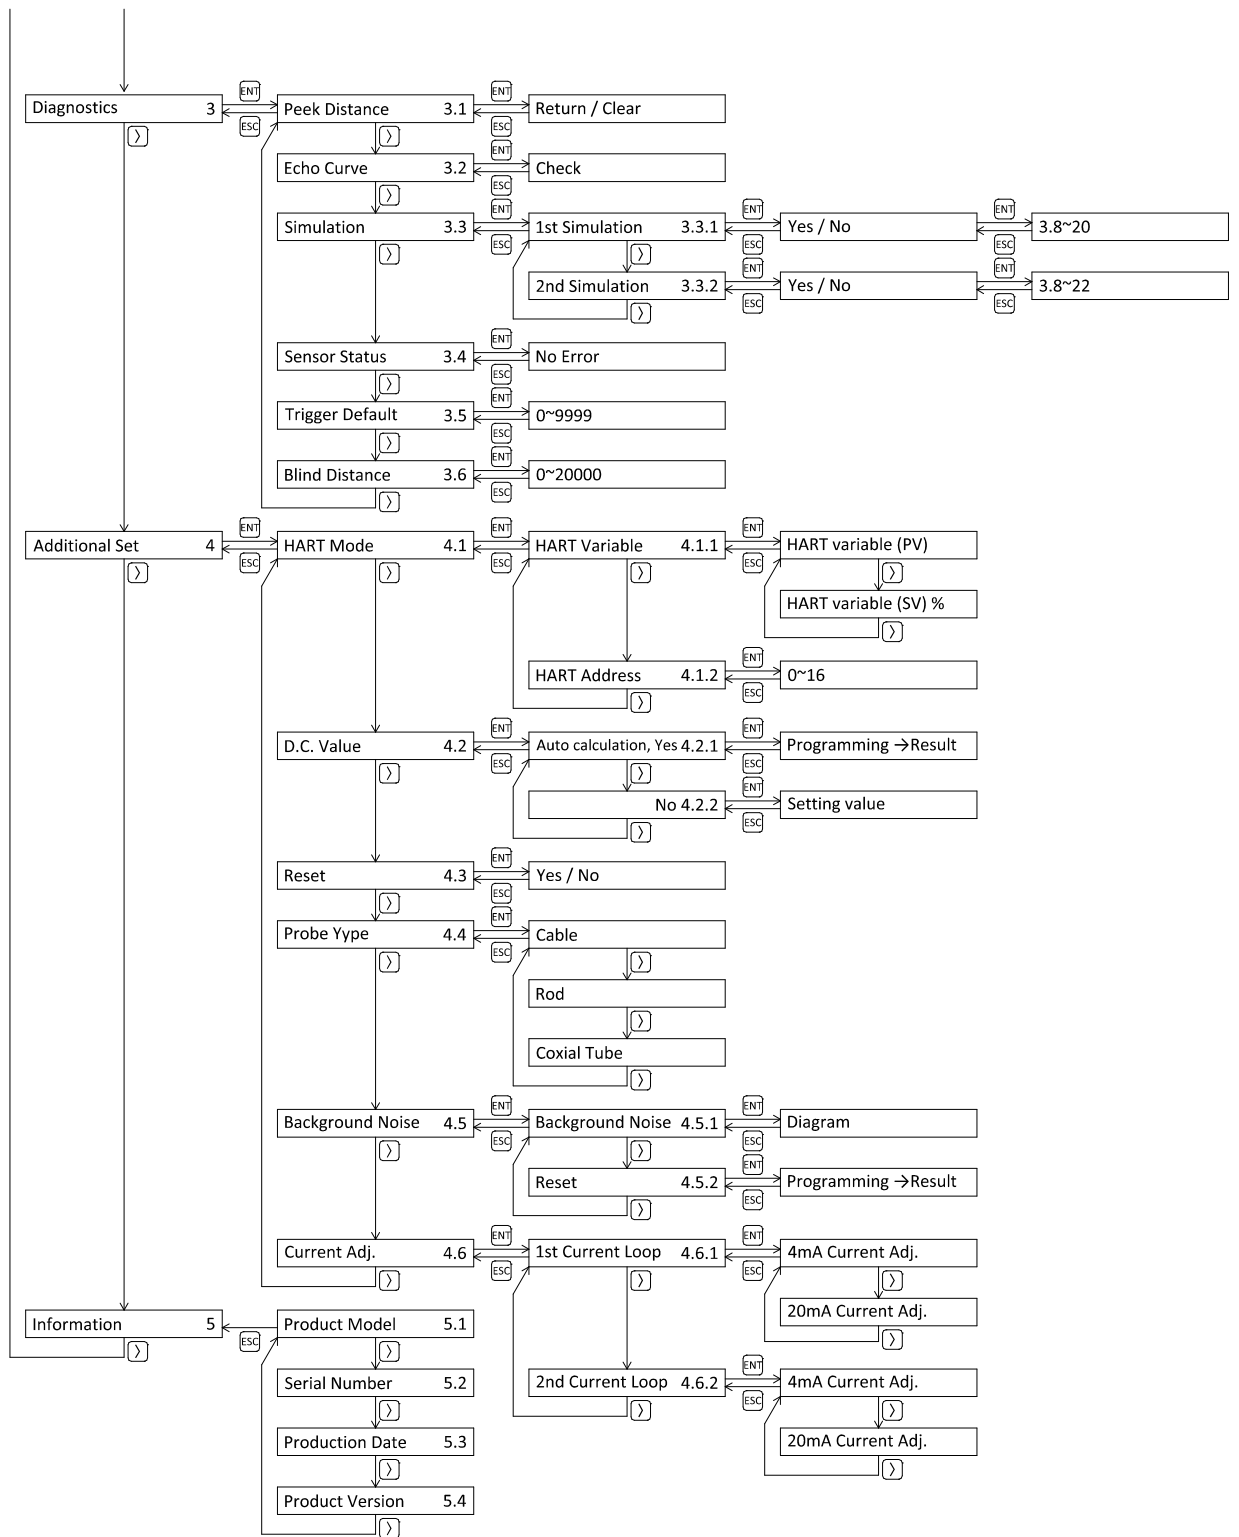 ENT
ENT
Diagnostics 3
Peek Distance 3.1
Return / Clear
ESC
ESC
〉
〉
ENT
Echo Curve 3.2
Check
ESC
〉
ENT
ENT
ENT
Simulation 3.3
1st Simulation 3.3.1
Yes / No
3.8~20
ESC
ESC
ESC
〉
〉
ENT
ENT
2nd Simulation 3.3.2
Yes / No
3.8~22
ESC
ESC
〉
ENT
Sensor Status 3.4
No Error
ESC
〉
ENT
Trigger Default 3.5
0~9999
ESC
〉
ENT
Blind Distance 3.6
0~20000
ESC
〉
ENT
ENT
ENT
Additional Set 4
HART Mode 4.1
HART Variable 4.1.1
HART variable (PV)
ESC
ESC
ESC
〉
〉
〉
〉
HART variable (SV) %
〉
ENT
HART Address 4.1.2
0~16
ESC
〉
ENT
ENT
D.C. Value 4.2
Auto calculation, Yes 4.2.1
Programming →Result
ESC
ESC
〉
〉
ENT
No 4.2.2
Setting value
ESC
〉
ENT
Reset 4.3
Yes / No
ESC
〉
ENT
Probe Yype 4.4
Cable
ESC
〉
〉
Rod
〉
Coxial Tube
〉
ENT
ENT
Background Noise 4.5
Background Noise 4.5.1
Diagram
ESC
ESC
〉
〉
ENT
Reset 4.5.2
Programming →Result
ESC
〉
ENT
ENT
Current Adj. 4.6
1st Current Loop 4.6.1
4mA Current Adj.
ESC
ESC
〉
〉
〉
20mA Current Adj.
〉
Information 5
Product Model 5.1
ESC
〉
〉
ENT
Serial Number 5.2
2nd Current Loop 4.6.2
4mA Current Adj.
ESC
〉
〉
〉
Production Date 5.3
20mA Current Adj.
〉
〉
Product Version 5.4
〉